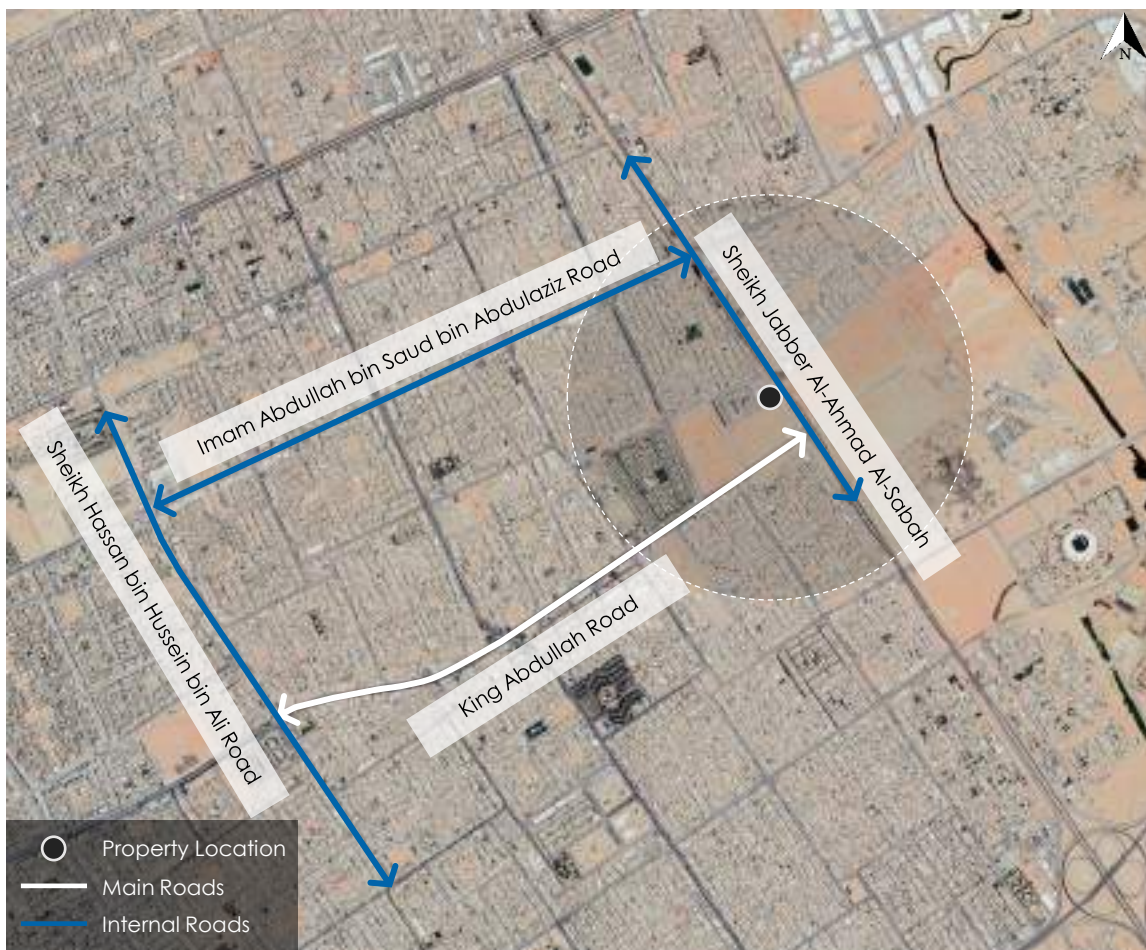 N
Imam Abdullah bin Saud bin Abdulaziz Road
Sheikh Jabber Al-Ahmad Al-Sabah
Sheikh Hassan bin Hussein bin Ali Road
King Abdullah Road
Property Location
Main Roads
Internal Roads